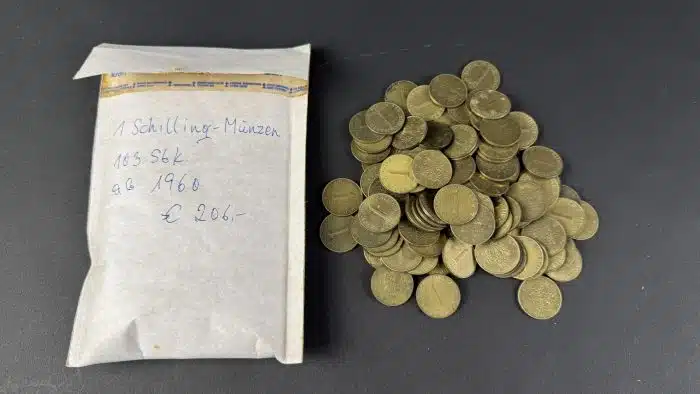 1 Schilling-Münzen
103 Stk
ab 1960
€ 206,-